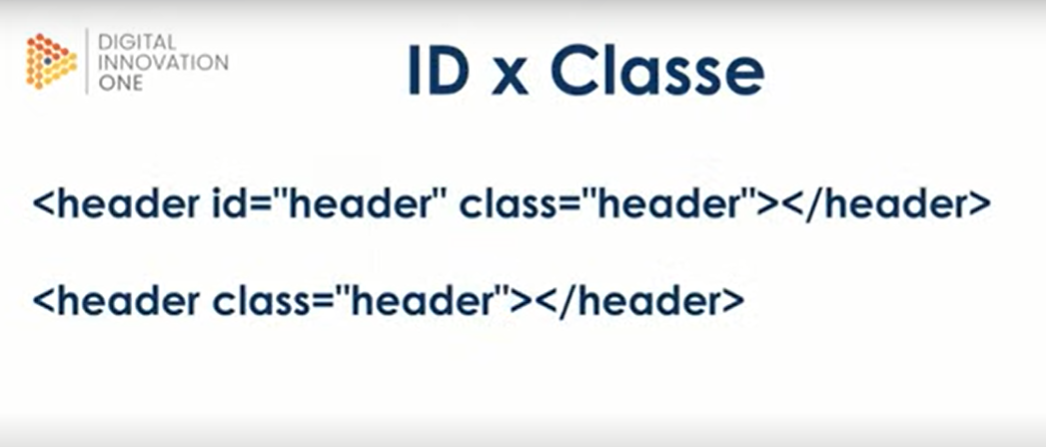 DIGITAL
INNOVATION
ONE
ID x Classe
<header id="header" class="header"></header>
<header class="header"></header>